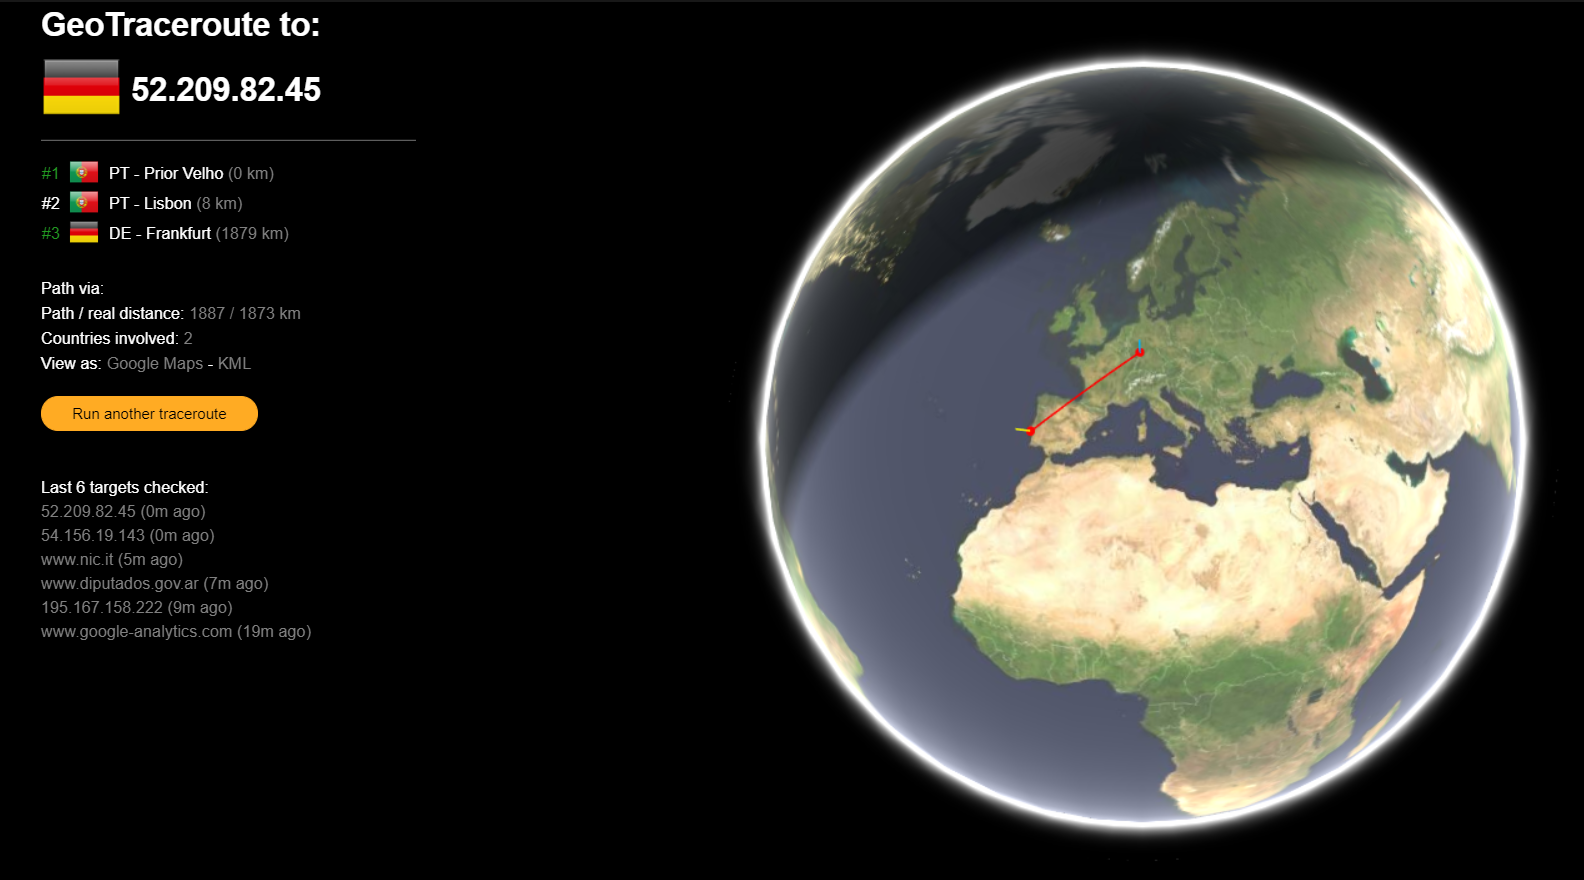 GeoTraceroute to:
52.209.82.45
#1 PT - Prior Velho (0 km)
#2 PT - Lisbon (8 km)
#3 DE - Frankfurt (1879 km)
Path via:
Path / real distance: 1887 / 1873 km
Countries involved: 2
View as: Google Maps - KML
Run another traceroute
Last 6 targets checked:
52.209.82.45 (0m ago)
54.156.19.143 (0m ago)
www.nic.it (5m ago)
www.diputados.gov.ar (7m ago)
195.167.158.222 (9m ago)
www.google-analytics.com (19m ago)